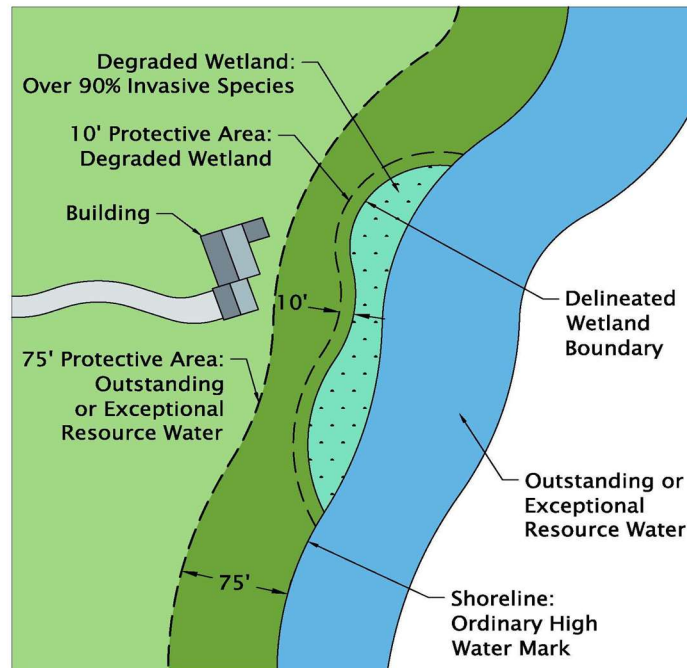 Degraded Wetland:
Over 90% Invasive Species
10' Protective Area:
Degraded Wetland
Building
10'
Delineated
Wetland
Boundary
75' Protective Area:
Outstanding
or Exceptional
Resource Water
Outstanding or
Exceptional
Resource Water
75'
Shoreline:
Ordinary High
Water Mark